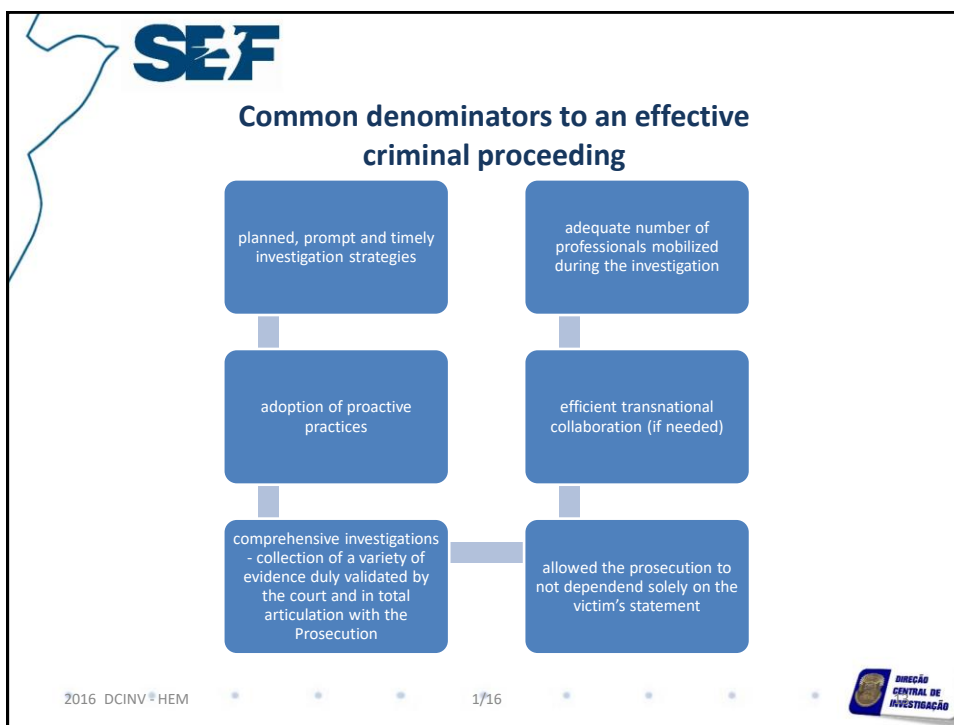 SEF
Common denominators to an effective
criminal proceeding
planned, prompt and timely
investigation strategies
adoption of proactive
practices
comprehensive investigations
- collection of a variety of
evidence duly validated by
the court and in total
articulation with the
Prosecution
allowed the prosecution to
not dependend solely on the
victim's statement
efficient transnational
collaboration (if needed)
adequate number of
professionals mobilized
during the investigation
2016 DCINV - HEM
1/16
DIREÇÃO
CENTRAL DE
INVESTIGAÇÃO